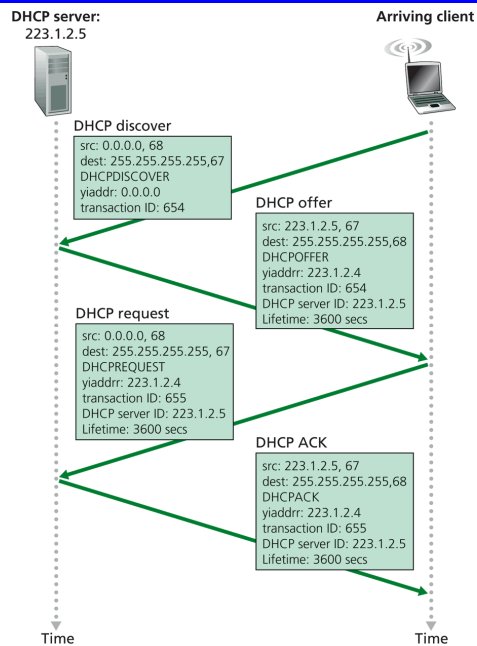 DHCP server:
223.1.2.5
Arriving client
DHCP discover
src: 0.0.0.0, 68
dest: 255.255.255.255,67
DHCPDISCOVER
yiaddr: 0.0.0.0
transaction ID: 654
DHCP offer
src: 223.1.2.5, 67
dest: 255.255.255.255,68
DHCPOFFER
yiaddrr: 223.1.2.4
transaction ID: 654
DHCP server ID: 223.1.2.5
Lifetime: 3600 secs
DHCP request
src: 0.0.0.0, 68
dest: 255.255.255.255, 67
DHCPREQUEST
yiaddrr: 223.1.2.4
transaction ID: 655
DHCP server ID: 223.1.2.5
Lifetime: 3600 secs
DHCP ACK
src: 223.1.2.5, 67
dest: 255.255.255.255,68
DHCPACK
yiaddrr: 223.1.2.4
transaction ID: 655
DHCP server ID: 223.1.2.5
Lifetime: 3600 secs
Time
Time